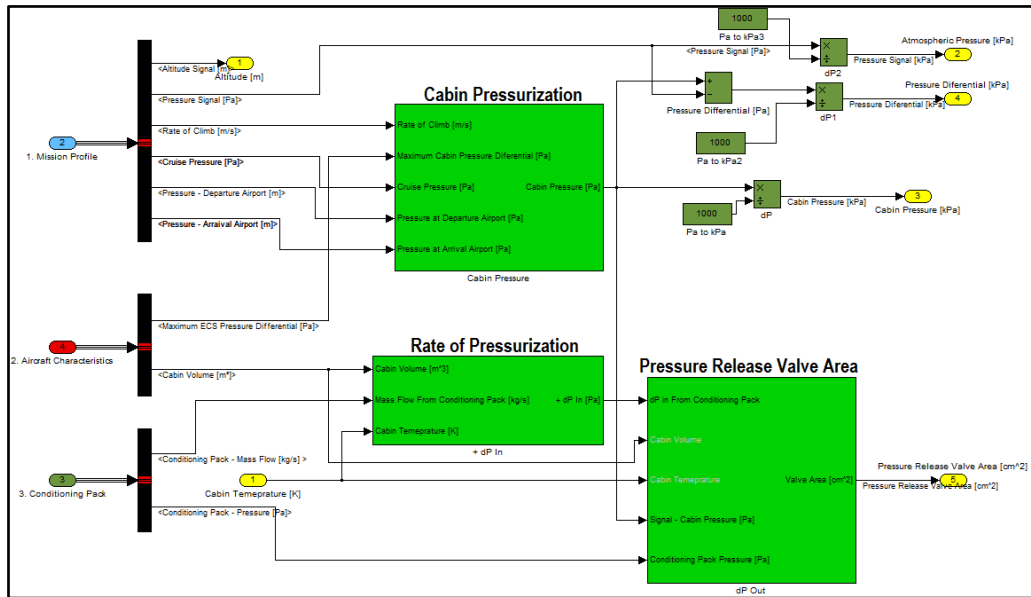 1000
Pa to kPa3
<Pressure Signal [Pa]>
×
÷
dP2
Atmospheric Pressure [kPa]
Pressure Signal [kPa]
2
1
<Altitude Signal [m]>
Altitude [m]
<Pressure Signal [Pa]>
Cabin Pressurization
+
−
Pressure Differential [Pa]
×
÷
dP1
Pressure Diferential [kPa]
Pressure Diferential [kPa]
4
1000
Pa to kPa2
2
1. Mission Profile
<Rate of Climb [m/s]>
<Cruise Pressure [Pa]>
<Pressure - Departure Airport [m]>
<Pressure - Arraival Airport [m]>
Rate of Climb [m/s]
Maximum Cabin Pressure Diferential [Pa]
Cruise Pressure [Pa]
Cabin Pressure [Pa]
Pressure at Departure Airport [Pa]
Pressure at Arrival Airport [Pa]
Cabin Pressure
×
÷
dP
1000
Pa to kPa
Cabin Pressure [kPa]
3
Cabin Pressure [kPa]
4
2. Aircraft Characteristics
<Maximum ECS Pressure Differential [Pa]>
<Cabin Volume [m³]>
Rate of Pressurization
Cabin Volume [m^3]
Mass Flow From Conditioning Pack [kg/s]
+ dP In [Pa]
Cabin Temeprature [K]
+ dP In
Pressure Release Valve Area
dP in From Conditioning Pack
Cabin Volume
Cabin Temeprature
Valve Area [cm^2]
Signal - Cabin Pressure [Pa]
Conditioning Pack Pressure [Pa]
dP Out
Pressure Release Valve Area [cm^2]
5
Pressure Release Valve Area [cm^2]
3
3. Conditioning Pack
<Conditioning Pack - Mass Flow [kg/s] >
1
Cabin Temeprature [K]
<Conditioning Pack - Pressure [Pa]>